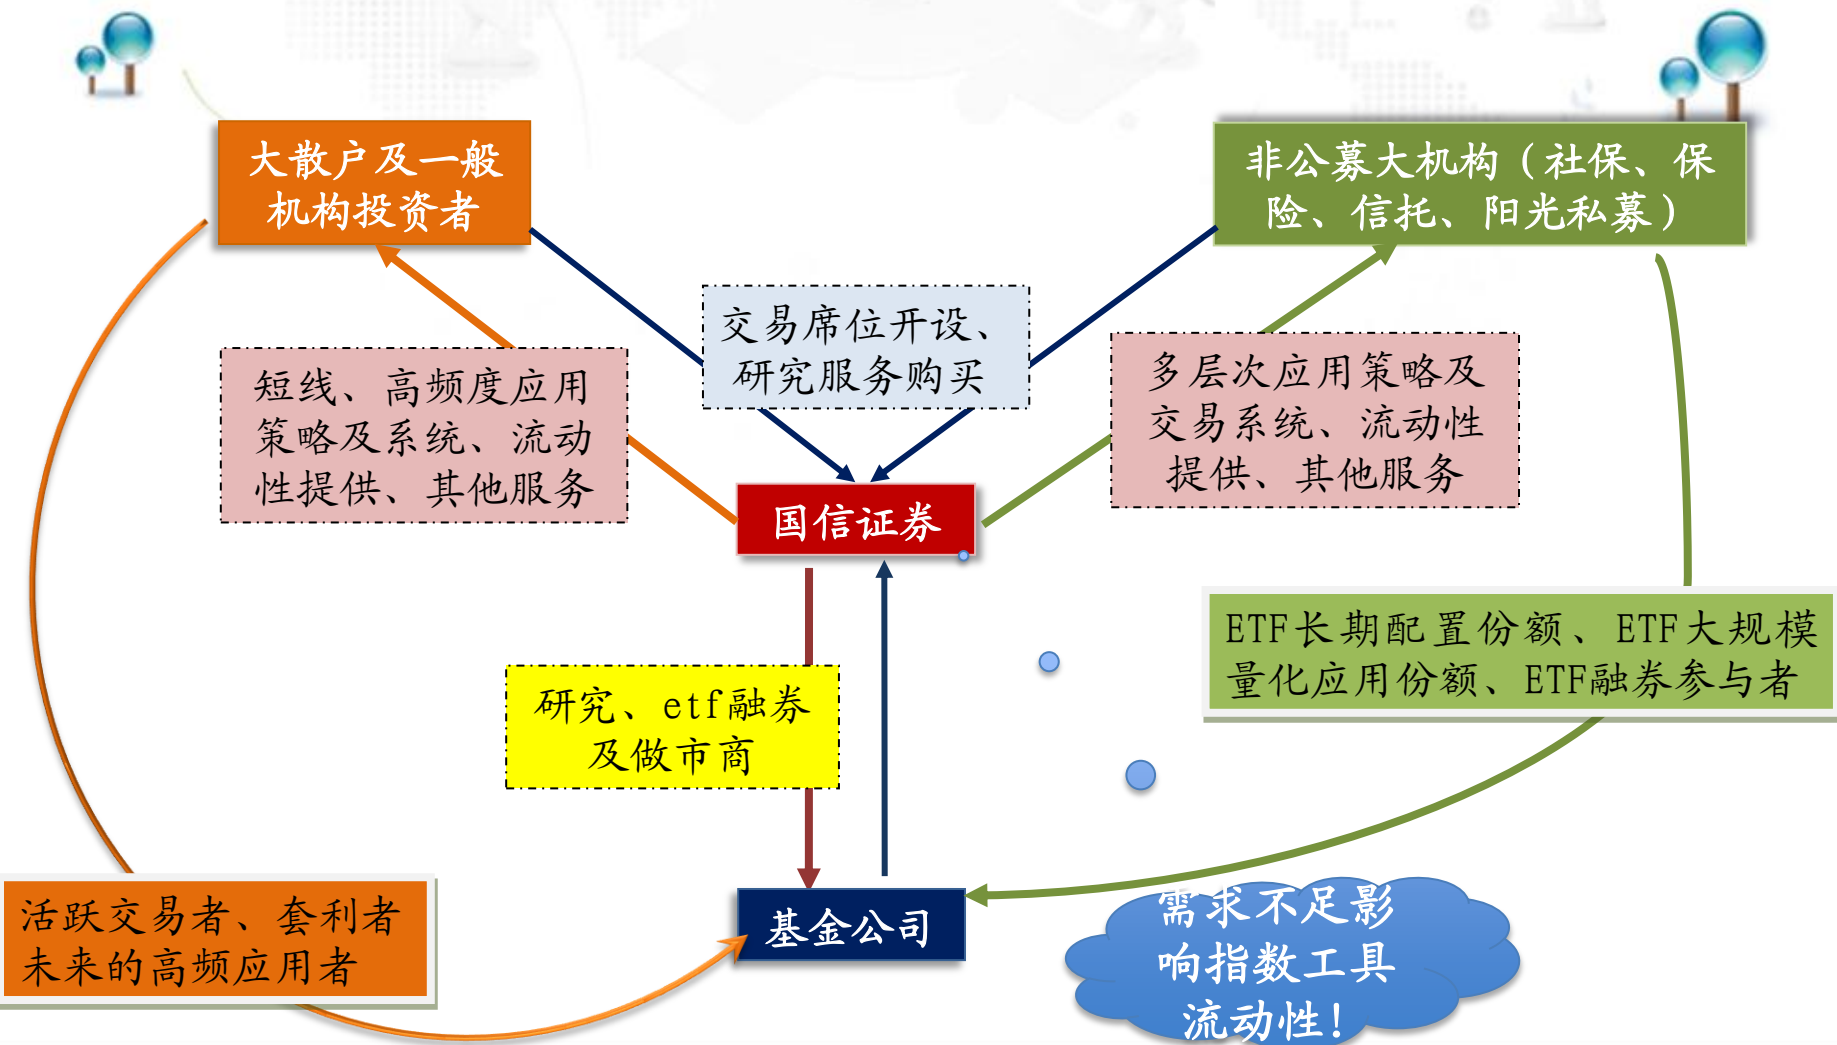 大散户及一般
机构投资者
非公募大机构（社保、保
险、信托、阳光私募）
交易席位开设、
研究服务购买
短线、高频度应用
策略及系统、流动
性提供、其他服务
多层次应用策略及
交易系统、流动性
提供、其他服务
国信证券
ETF长期配置份额、ETF大规模
量化应用份额、ETF融券参与者
研究、etf融券
及做市商
活跃交易者、套利者
未来的高频应用者
基金公司
需求不足影
响指数工具
流动性！